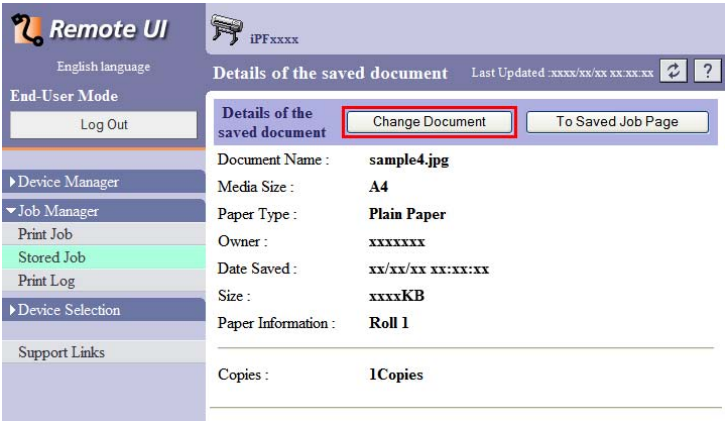 Remote UI
English language
End-User Mode
Log Out
Device Manager
Job Manager
Print Job
Stored Job
Print Log
Device Selection
Support Links
iPFxxxx
Details of the saved document Last Updated :xxxx/xx/xx xx:xx:xx ?
Details of the
saved document
Change Document To Saved Job Page
Document Name : sample4.jpg
Media Size : A4
Paper Type : Plain Paper
Owner : xxxxxxx
Date Saved : xx/xx/xx xx:xx:xx
Size : xxxxKB
Paper Information : Roll 1
Copies : 1Copies